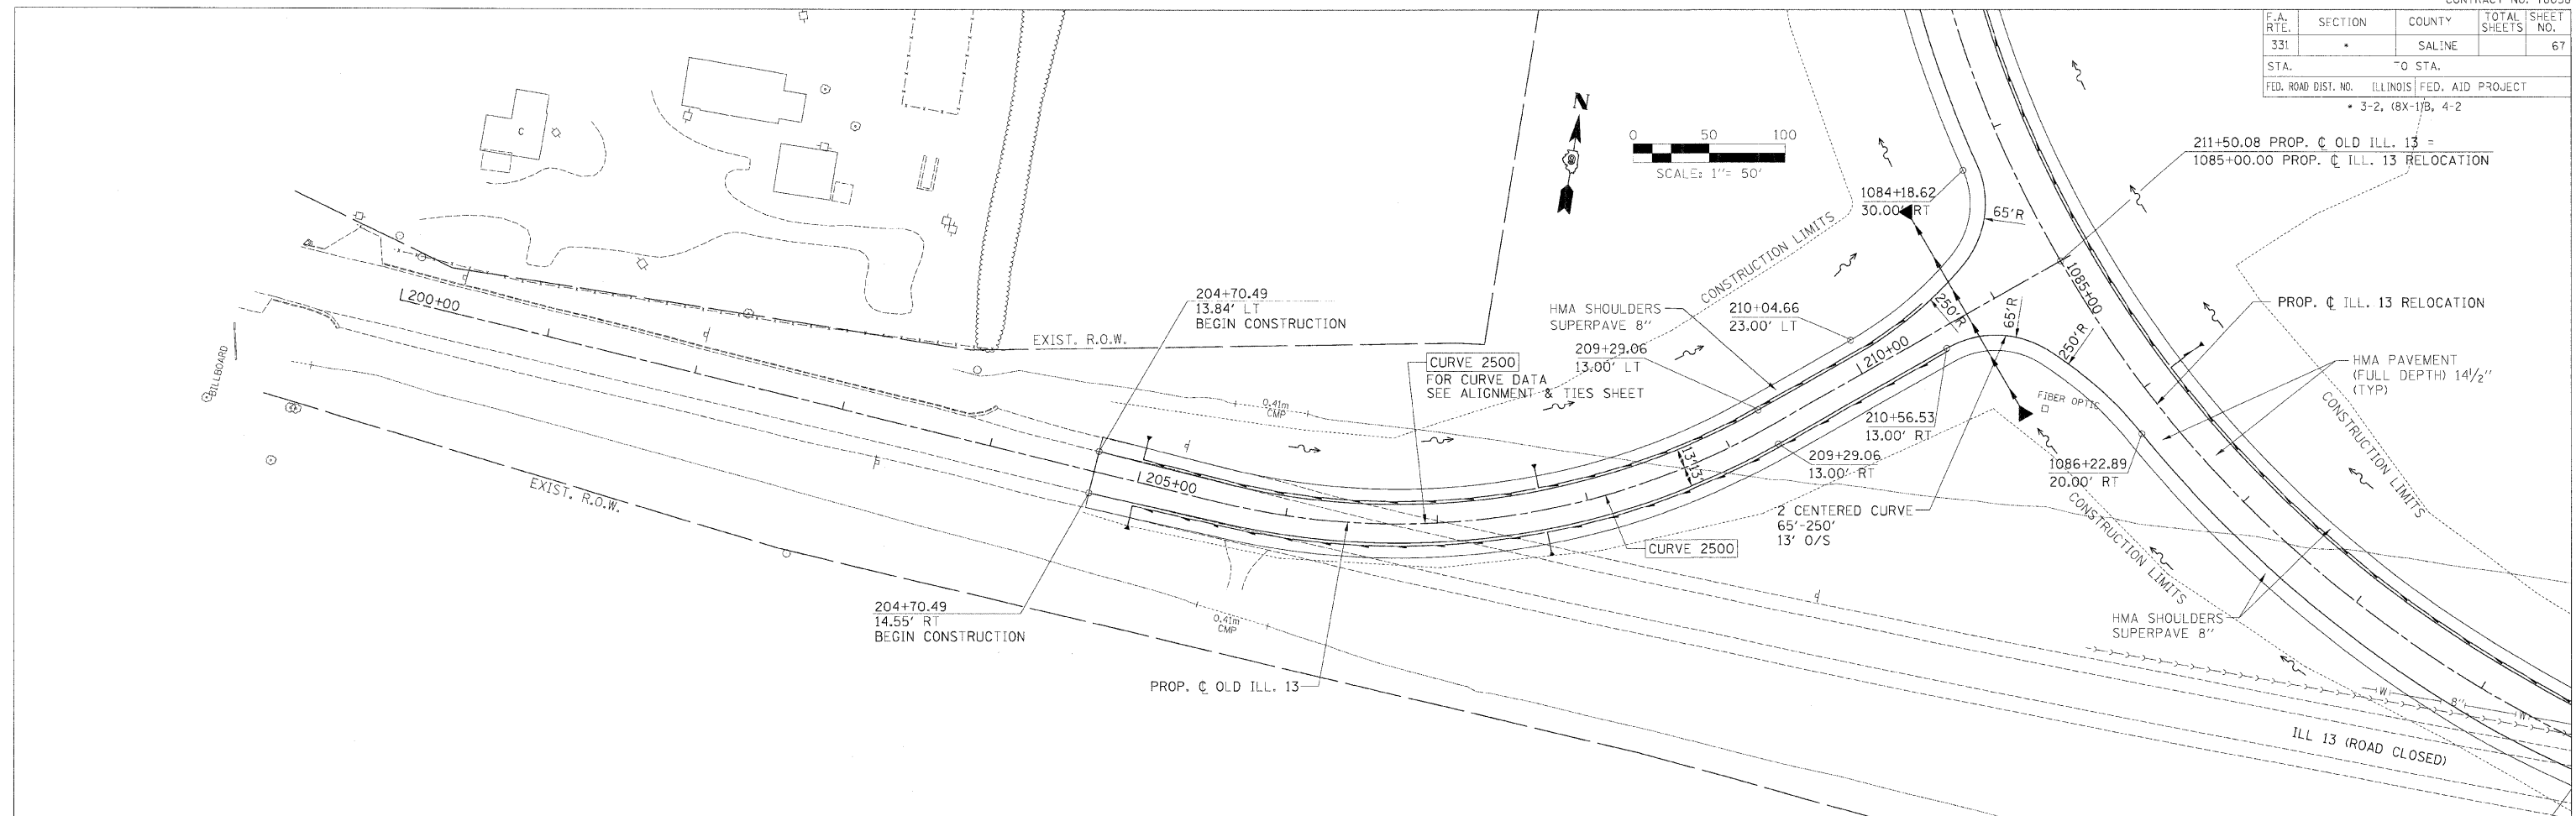 F.A. RTE. SECTION COUNTY TOTAL SHEETS SHEET NO.
331 * SALINE 67
STA. TO STA.
FED. ROAD DIST. NO. ILLINOIS FED. AID PROJECT
* 3-2, (8X-1)B, 4-2
C
N
0 50 100
SCALE: 1"= 50'
211+50.08 PROP. ℄ OLD ILL. 13 =
1085+00.00 PROP. ℄ ILL. 13 RELOCATION
1084+18.62
30.00' RT
65'R
CONSTRUCTION LIMITS
1085+00
PROP. ℄ ILL. 13 RELOCATION
200+00
204+70.49
13.84' LT
BEGIN CONSTRUCTION
EXIST. R.O.W.
HMA SHOULDERS
SUPERPAVE 8"
210+04.66
23.00' LT
250'R
65'R
250'R
209+29.06
13.00' LT
210+00
CURVE 2500
FOR CURVE DATA
SEE ALIGNMENT & TIES SHEET
HMA PAVEMENT
(FULL DEPTH) 14½"
(TYP)
BILLBOARD
0.41m
CMP
FIBER OPTIC
210+56.53
13.00' RT
CONSTRUCTION LIMITS
209+29.06
13.00' RT
13'13'
1086+22.89
20.00' RT
205+00
EXIST. R.O.W.
2 CENTERED CURVE
65'-250'
13' O/S
CONSTRUCTION LIMITS
CURVE 2500
204+70.49
14.55' RT
BEGIN CONSTRUCTION
0.41m
CMP
HMA SHOULDERS
SUPERPAVE 8"
PROP. ℄ OLD ILL. 13
W 8" W
ILL 13 (ROAD CLOSED)